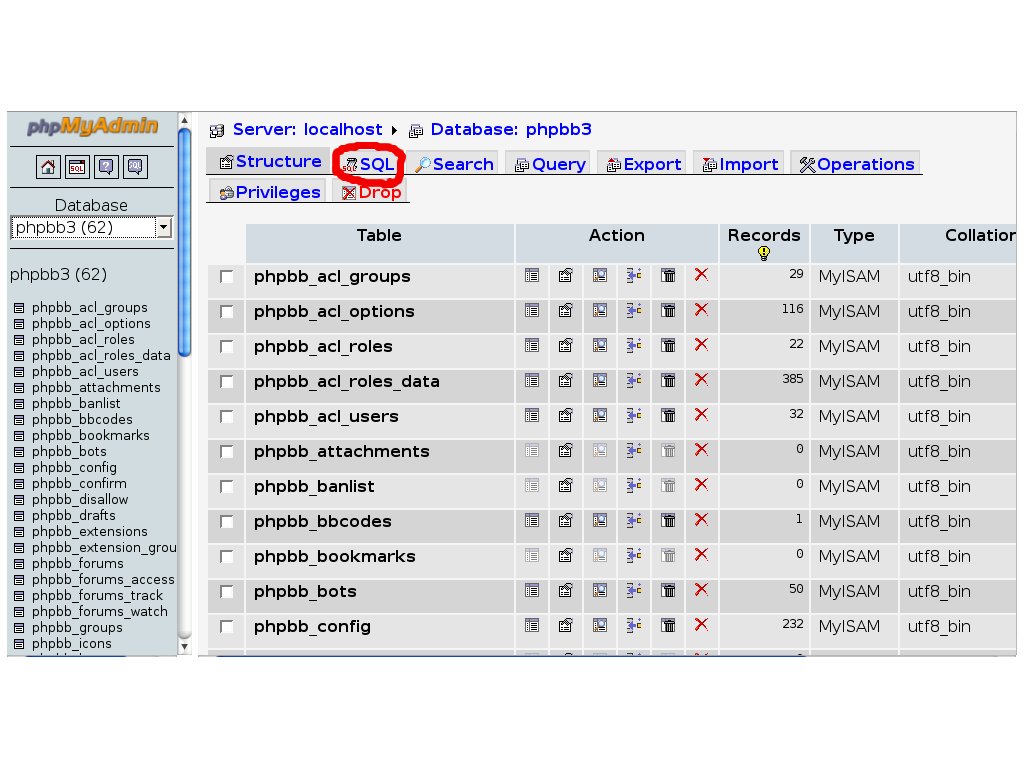 phpMyAdmin
SQL
Database
phpbb3 (62)
phpbb3 (62)
phpbb_acl_groups
phpbb_acl_options
phpbb_acl_roles
phpbb_acl_roles_data
phpbb_acl_users
phpbb_attachments
phpbb_banlist
phpbb_bbcodes
phpbb_bookmarks
phpbb_bots
phpbb_config
phpbb_confirm
phpbb_disallow
phpbb_drafts
phpbb_extensions
phpbb_extension_grou
phpbb_forums
phpbb_forums_access
phpbb_forums_track
phpbb_forums_watch
phpbb_groups
phpbb_icons
Server: localhost Database: phpbb3
Structure SQL Search Query Export Import Operations
Privileges Drop
Table Action Records Type Collation
phpbb_acl_groups 29 MyISAM utf8_bin
phpbb_acl_options 116 MyISAM utf8_bin
phpbb_acl_roles 22 MyISAM utf8_bin
phpbb_acl_roles_data 385 MyISAM utf8_bin
phpbb_acl_users 32 MyISAM utf8_bin
phpbb_attachments 0 MyISAM utf8_bin
phpbb_banlist 0 MyISAM utf8_bin
phpbb_bbcodes 1 MyISAM utf8_bin
phpbb_bookmarks 0 MyISAM utf8_bin
phpbb_bots 50 MyISAM utf8_bin
phpbb_config 232 MyISAM utf8_bin